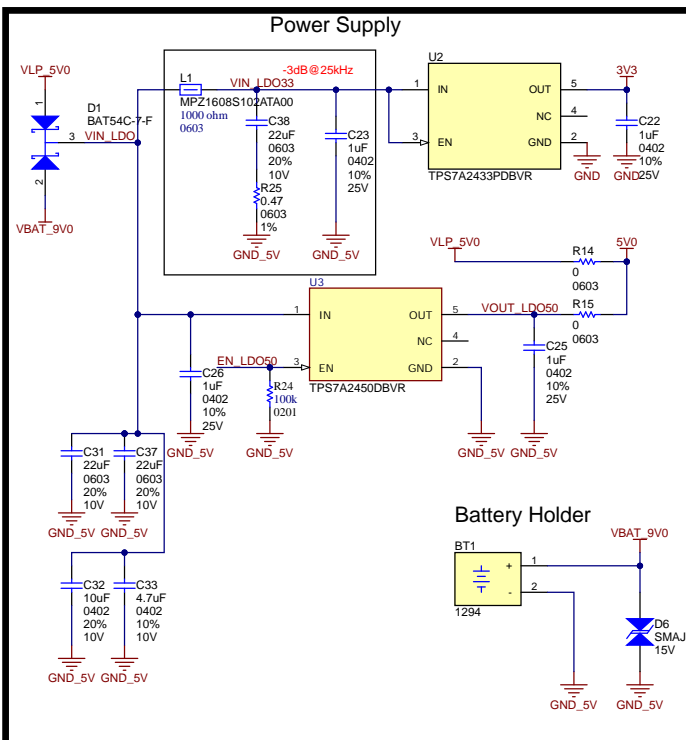 Power Supply
VLP_5V0
1
D1
BAT54C-7-F
VIN_LDO
3
2
VBAT_9V0
L1
VIN_LDO33
-3dB@25kHz
MPZ1608S102ATA00
1000 ohm
0603
C38
22uF
0603
20%
10V
R25
0.47
0603
1%
GND_5V
C23
1uF
0402
10%
25V
GND_5V
U2
1
IN
OUT
5
NC
4
3
EN
GND
2
TPS7A2433PDBVR
GND
3V3
C22
1uF
0402
10%
25V
GND
VLP_5V0
R14
0
0603
5V0
R15
0
0603
U3
1
IN
OUT
5
VOUT_LDO50
NC
4
EN_LDO50
3
EN
GND
2
TPS7A2450DBVR
C26
1uF
0402
10%
25V
GND_5V
R24
100k
0201
GND_5V
GND_5V
C25
1uF
0402
10%
25V
GND_5V
C31
22uF
0603
20%
10V
GND_5V
C37
22uF
0603
20%
10V
GND_5V
C32
10uF
0402
20%
10V
GND_5V
C33
4.7uF
0402
10%
10V
GND_5V
Battery Holder
BT1
+
1
-
2
1294
VBAT_9V0
D6
SMAJ
15V
GND_5V
GND_5V